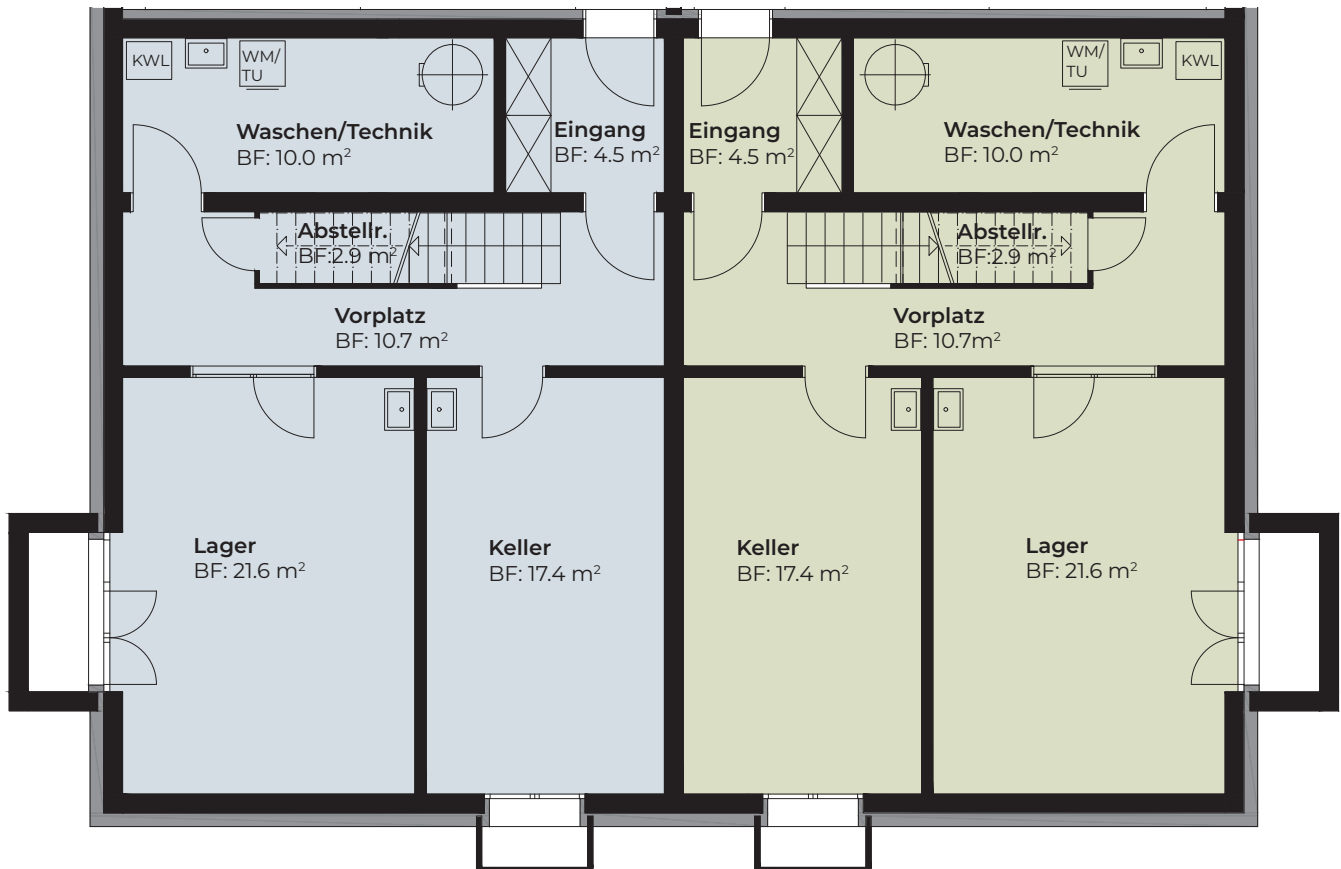 KWL
WM/
TU
Waschen/Technik
BF: 10.0 m²
Eingang
BF: 4.5 m²
Eingang
BF: 4.5 m²
WM/
TU
KWL
Waschen/Technik
BF: 10.0 m²
Abstellr.
BF:2.9 m²
Abstellr.
BF:2.9 m²
Vorplatz
BF: 10.7 m²
Vorplatz
BF: 10.7m²
Lager
BF: 21.6 m²
Keller
BF: 17.4 m²
Keller
BF: 17.4 m²
Lager
BF: 21.6 m²